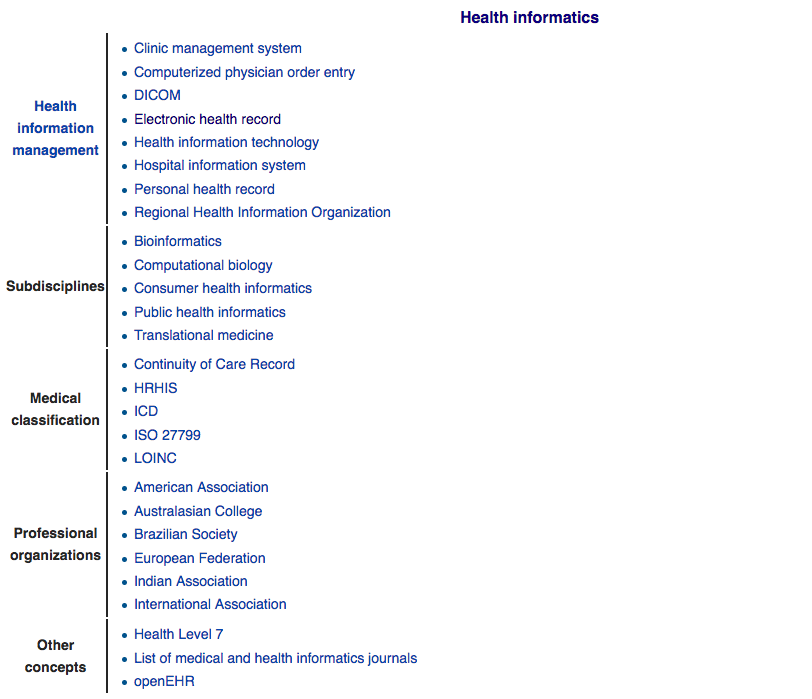 Health informatics
Health
information
management
Clinic management system
Computerized physician order entry
DICOM
Electronic health record
Health information technology
Hospital information system
Personal health record
Regional Health Information Organization
Subdisciplines
Bioinformatics
Computational biology
Consumer health informatics
Public health informatics
Translational medicine
Medical
classification
Continuity of Care Record
HRHIS
ICD
ISO 27799
LOINC
Professional
organizations
American Association
Australasian College
Brazilian Society
European Federation
Indian Association
International Association
Other
concepts
Health Level 7
List of medical and health informatics journals
openEHR